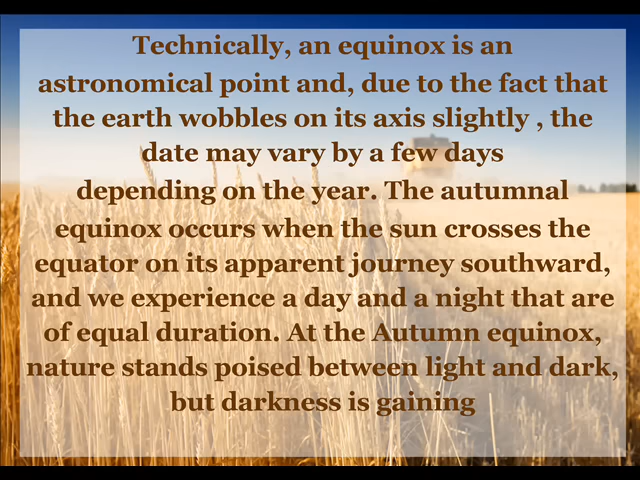 Technically, an equinox is an
astronomical point and, due to the fact that
the earth wobbles on its axis slightly , the
date may vary by a few days
depending on the year. The autumnal
equinox occurs when the sun crosses the
equator on its apparent journey southward,
and we experience a day and a night that are
of equal duration. At the Autumn equinox,
nature stands poised between light and dark,
but darkness is gaining